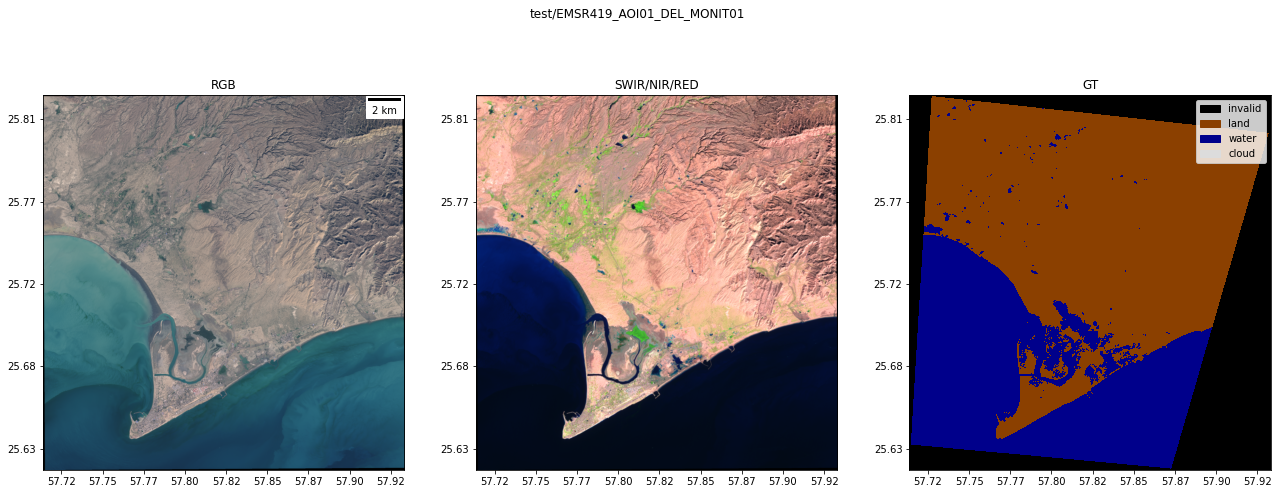 test/EMSR419_AOI01_DEL_MONIT01
RGB
SWIR/NIR/RED
GT
2 km
invalid
land
water
cloud
25.81
25.77
25.72
25.68
25.63
57.72 57.75 57.77 57.80 57.82 57.85 57.88 57.90 57.92
25.81
25.77
25.72
25.68
25.63
57.72 57.75 57.77 57.80 57.82 57.85 57.88 57.90 57.92
25.81
25.77
25.72
25.68
25.63
57.72 57.75 57.77 57.80 57.82 57.85 57.87 57.90 57.92